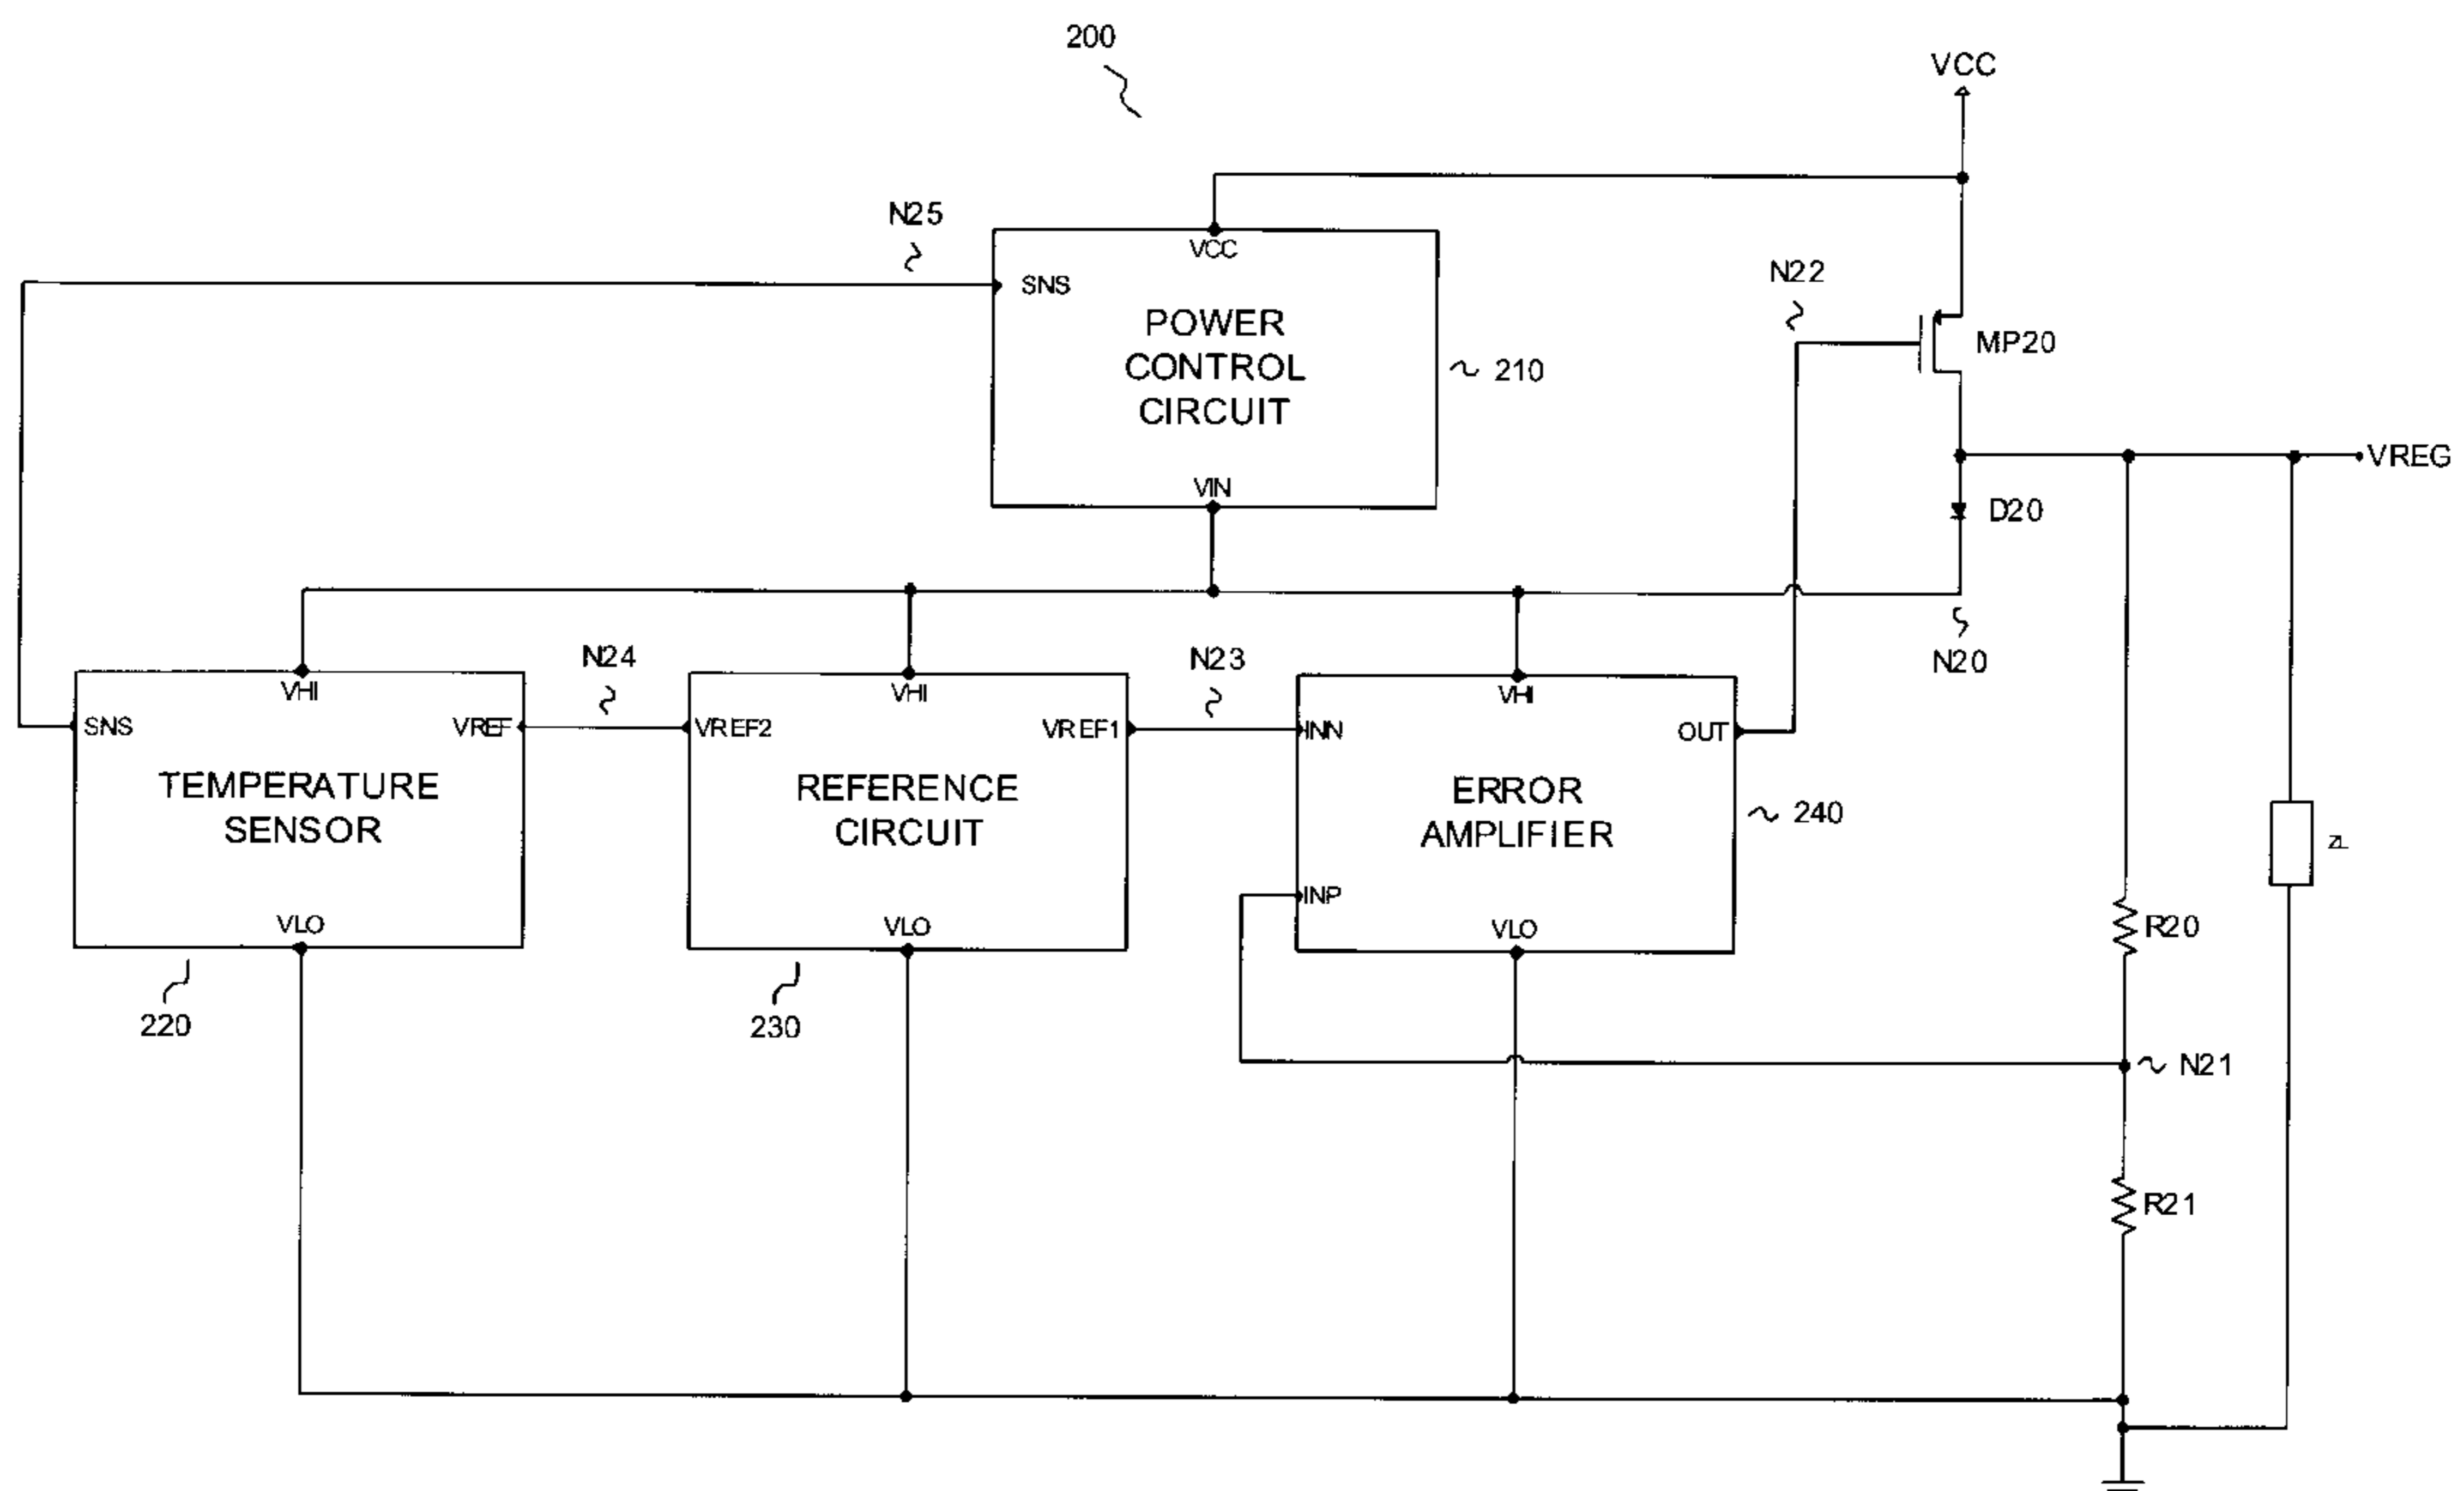 200
VCC
N25
VCC
SNS
N22
POWER
CONTROL
CIRCUIT
210
MP20
VREG
VIN
D20
N20
N24
N23
VHI
VHI
VHI
SNS
VREF
VREF2
VREF1
INN
OUT
TEMPERATURE
SENSOR
REFERENCE
CIRCUIT
ERROR
AMPLIFIER
240
ZL
INP
VLO
VLO
VLO
R20
220
230
N21
R21